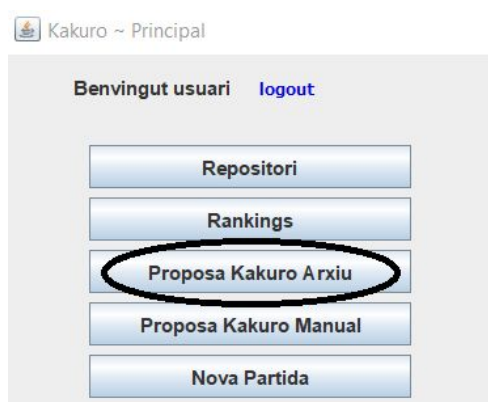 Kakuro ~ Principal
Benvingut usuari logout
Repositori
Rankings
Proposa Kakuro Arxiu
Proposa Kakuro Manual
Nova Partida